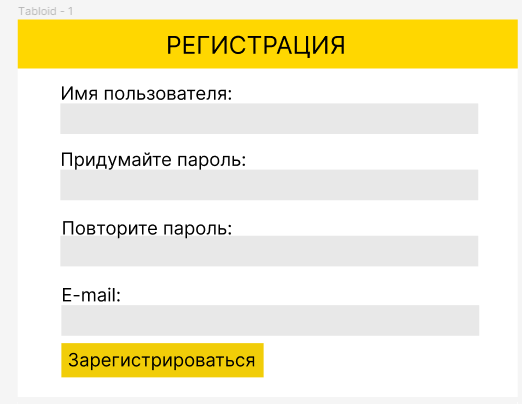 Tabloid - 1
РЕГИСТРАЦИЯ
Имя пользователя:
Придумайте пароль:
Повторите пароль:
E-mail:
Зарегистрироваться